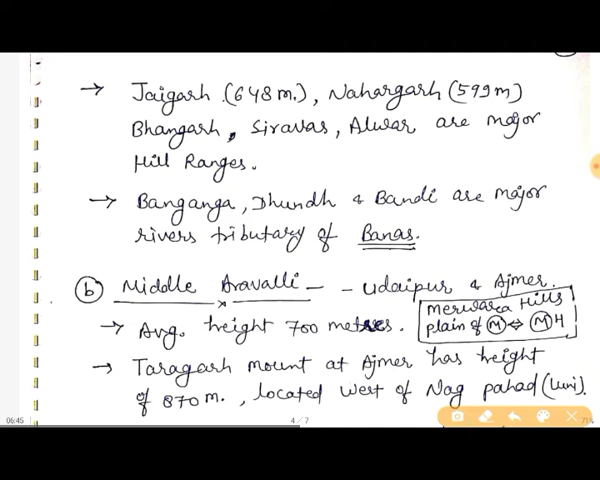 → Jaigarh (648 m.), Nahargarh (599 m)
Bhangarh, Siravas, Alwar are major
Hill Ranges.
→ Banganga, Dhundh & Bandi are major
rivers tributary of Banas.
(b) Middle Aravalli - - Udaipur & Ajmer.
→ Avg. height 700 metres.
Merwara Hills
plain of (M) ⇔ (M) H
→ Taragarh mount at Ajmer has height
of 870 m., located west of Nag pahad (Luni).
06:45
4 / 7